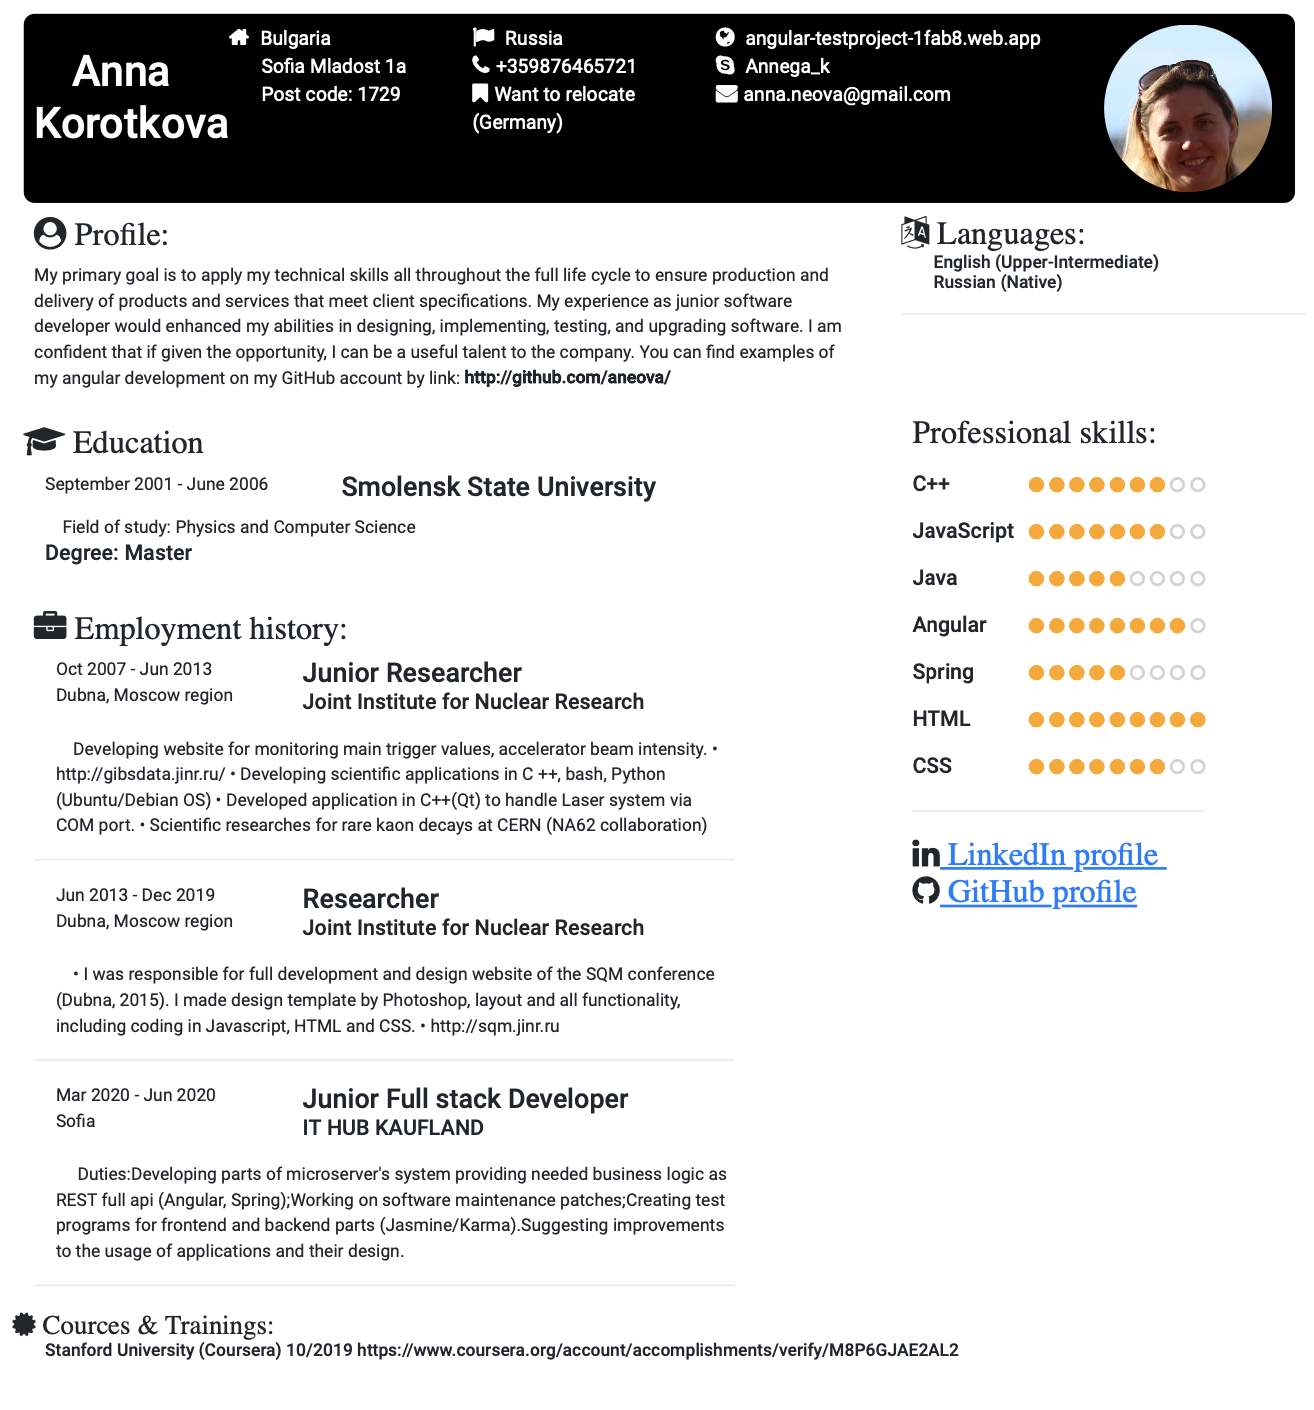 Anna
Korotkova
Bulgaria
Sofia Mladost 1a
Post code: 1729
Russia
+359876465721
Want to relocate
(Germany)
angular-testproject-1fab8.web.app
Annega_k
anna.neova@gmail.com
Profile:
My primary goal is to apply my technical skills all throughout the full life cycle to ensure production and
delivery of products and services that meet client specifications. My experience as junior software
developer would enhanced my abilities in designing, implementing, testing, and upgrading software. I am
confident that if given the opportunity, I can be a useful talent to the company. You can find examples of
my angular development on my GitHub account by link: http://github.com/aneova/
Education
September 2001 - June 2006
Smolensk State University
Field of study: Physics and Computer Science
Degree: Master
Employment history:
Oct 2007 - Jun 2013
Dubna, Moscow region
Junior Researcher
Joint Institute for Nuclear Research
Developing website for monitoring main trigger values, accelerator beam intensity. •
http://gibsdata.jinr.ru/ • Developing scientific applications in C ++, bash, Python
(Ubuntu/Debian OS) • Developed application in C++(Qt) to handle Laser system via
COM port. • Scientific researches for rare kaon decays at CERN (NA62 collaboration)
Jun 2013 - Dec 2019
Dubna, Moscow region
Researcher
Joint Institute for Nuclear Research
• I was responsible for full development and design website of the SQM conference
(Dubna, 2015). I made design template by Photoshop, layout and all functionality,
including coding in Javascript, HTML and CSS. • http://sqm.jinr.ru
Mar 2020 - Jun 2020
Sofia
Junior Full stack Developer
IT HUB KAUFLAND
Duties:Developing parts of microserver's system providing needed business logic as
REST full api (Angular, Spring);Working on software maintenance patches;Creating test
programs for frontend and backend parts (Jasmine/Karma).Suggesting improvements
to the usage of applications and their design.
Cources & Trainings:
Stanford University (Coursera) 10/2019 https://www.coursera.org/account/accomplishments/verify/M8P6GJAE2AL2
Languages:
English (Upper-Intermediate)
Russian (Native)
Professional skills:
C++
JavaScript
Java
Angular
Spring
HTML
CSS
LinkedIn profile
GitHub profile